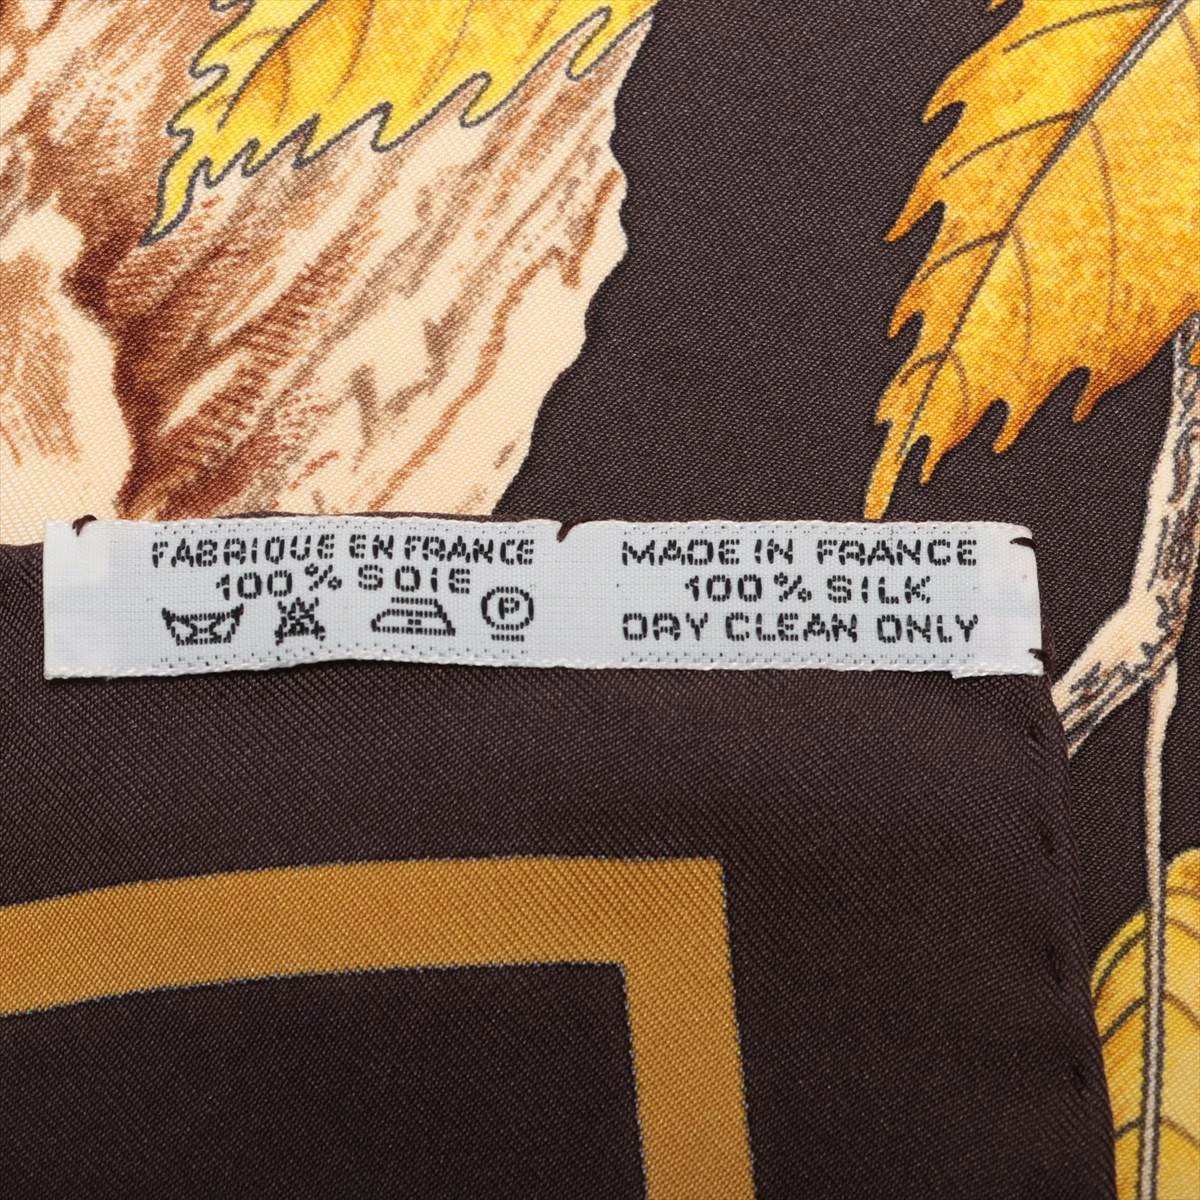 FABRIQUE EN FRANCE
100% SOIE
P
MADE IN FRANCE
100% SILK
DRY CLEAN ONLY